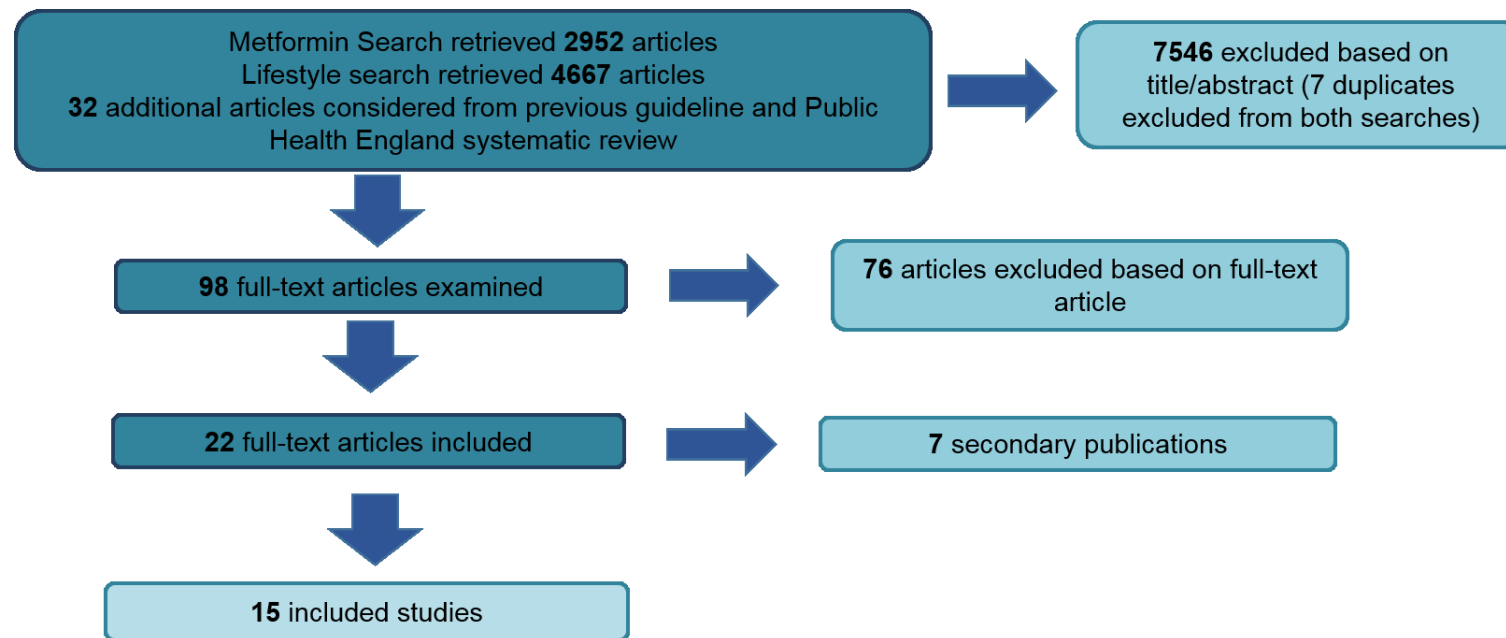 Metformin Search retrieved 2952 articles
Lifestyle search retrieved 4667 articles
32 additional articles considered from previous guideline and Public
Health England systematic review
7546 excluded based on
title/abstract (7 duplicates
excluded from both searches)
98 full-text articles examined
76 articles excluded based on full-text
article
22 full-text articles included
7 secondary publications
15 included studies